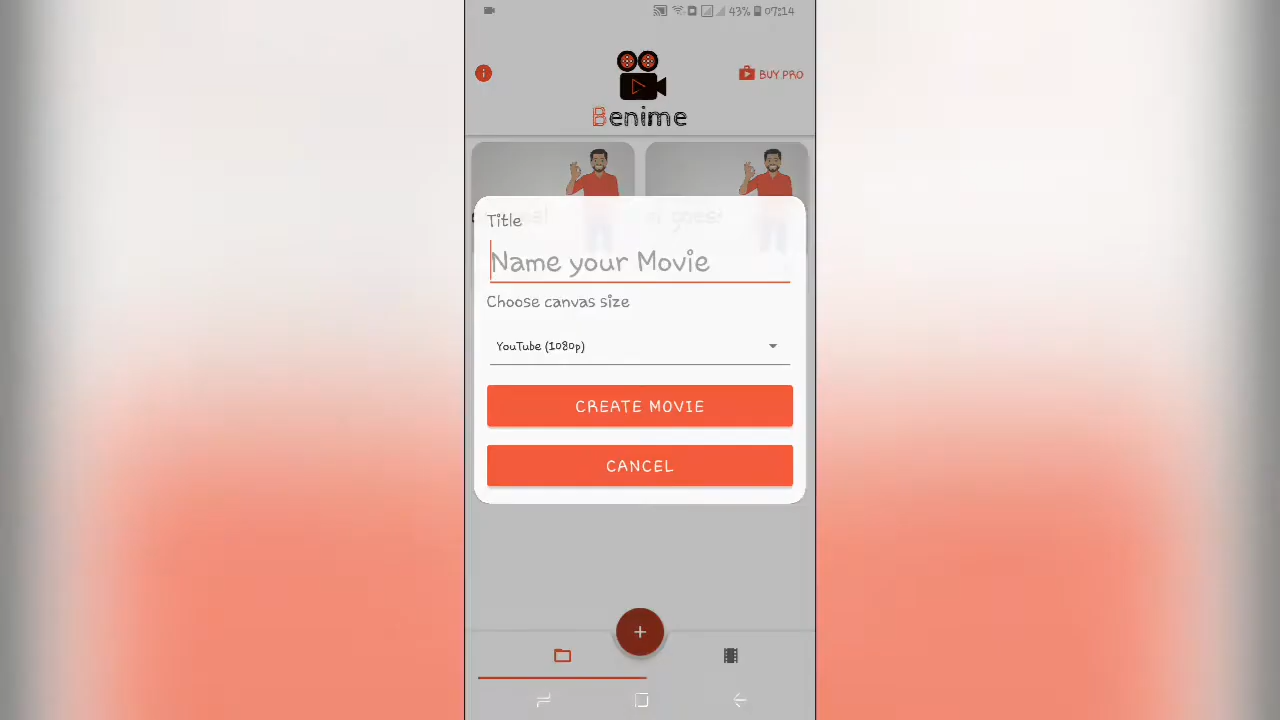 43% 07:14
BUY PRO
Benime
Title
Name your Movie
Choose canvas size
YouTube (1080p)
CREATE MOVIE
CANCEL